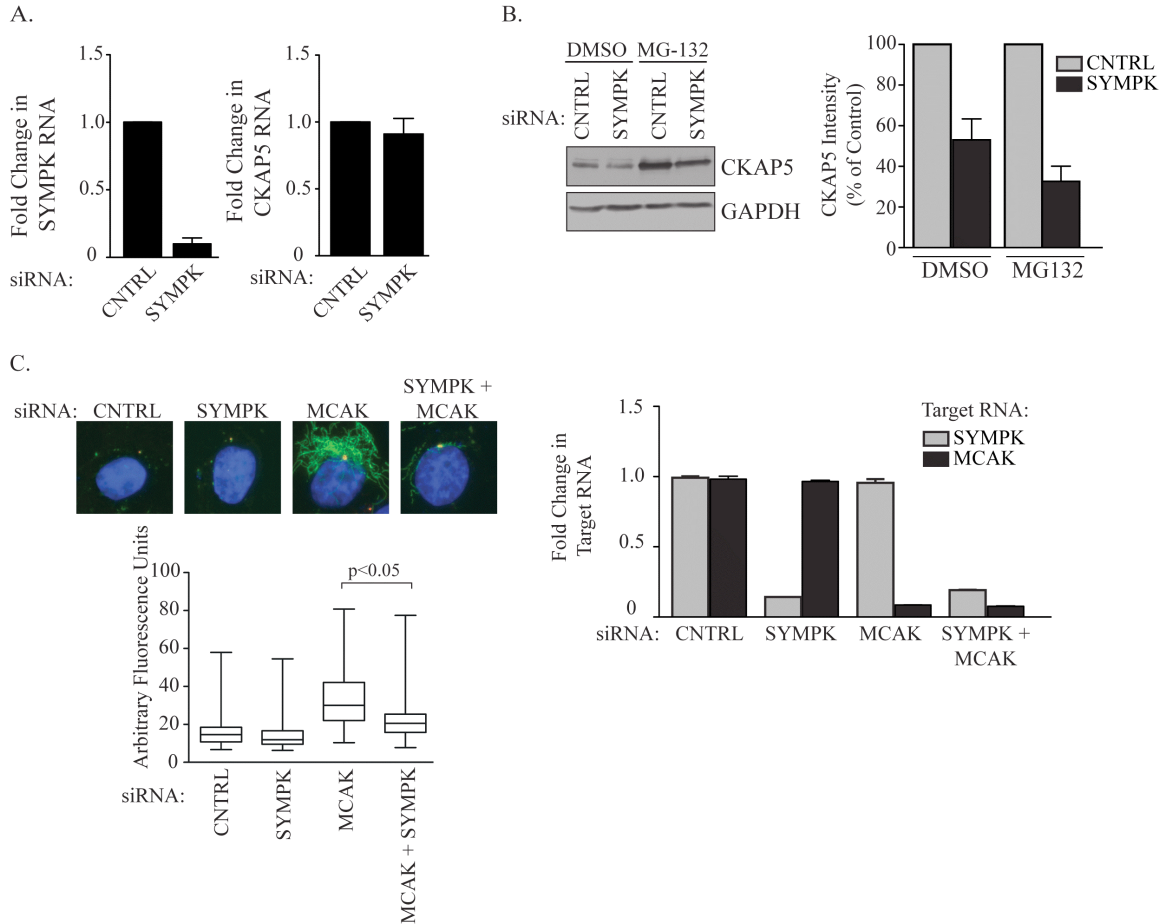 A.
Fold Change in
SYMPK RNA
1.5
1.0
0.5
0
siRNA:
CNTRL
SYMPK
Fold Change in
CKAP5 RNA
1.5
1.0
0.5
0
siRNA:
CNTRL
SYMPK
B.
DMSO MG-132
siRNA:
CNTRL
SYMPK
CNTRL
SYMPK
CKAP5
GAPDH
CKAP5 Intensity
(% of Control)
100
80
60
40
20
0
CNTRL
SYMPK
DMSO MG132
C.
siRNA: CNTRL SYMPK MCAK SYMPK +
MCAK
Arbitrary Fluorescence Units
100
80
60
40
20
0
p<0.05
siRNA:
CNTRL
SYMPK
MCAK
MCAK + SYMPK
Fold Change in
Target RNA
1.5
1.0
0.5
0
Target RNA:
SYMPK
MCAK
siRNA: CNTRL SYMPK MCAK SYMPK +
MCAK